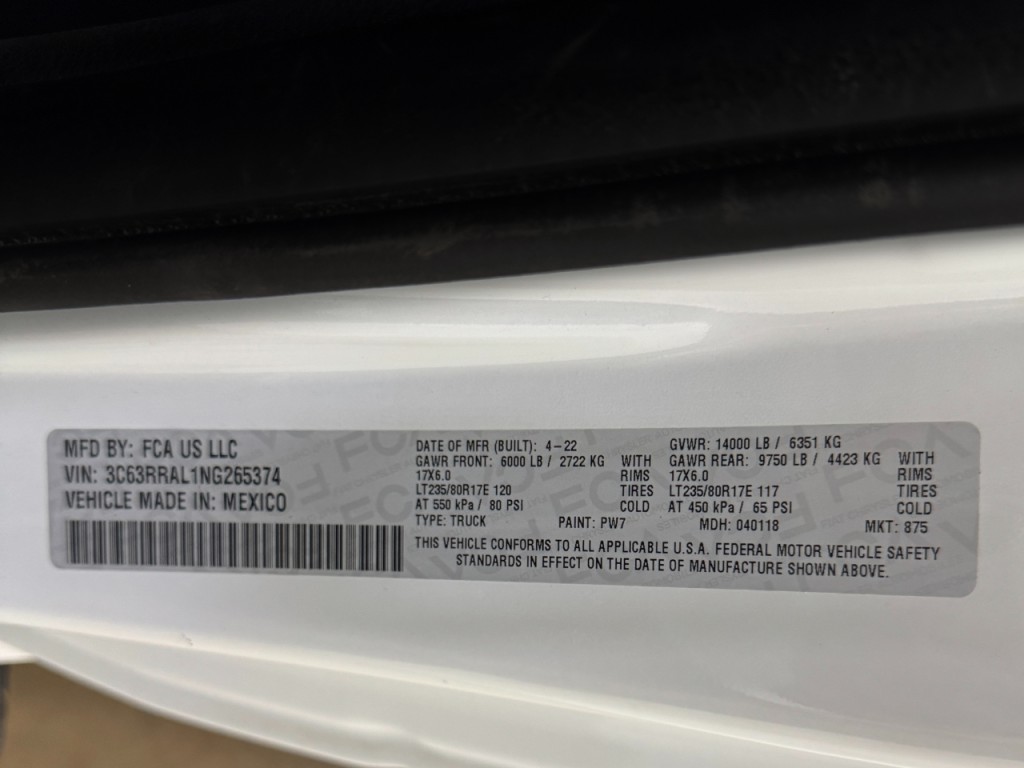 MFD BY: FCA US LLC
VIN: 3C63RRAL1NG265374
VEHICLE MADE IN: MEXICO
DATE OF MFR (BUILT): 4-22
GAWR FRONT: 6000 LB / 2722 KG WITH
17X6.0 RIMS
LT235/80R17E 120 TIRES
AT 550 kPa / 80 PSI COLD
TYPE: TRUCK PAINT: PW7
GVWR: 14000 LB / 6351 KG
GAWR REAR: 9750 LB / 4423 KG WITH
17X6.0 RIMS
LT235/80R17E 117 TIRES
AT 450 kPa / 65 PSI COLD
MDH: 040118 MKT: 875
THIS VEHICLE CONFORMS TO ALL APPLICABLE U.S.A. FEDERAL MOTOR VEHICLE SAFETY
STANDARDS IN EFFECT ON THE DATE OF MANUFACTURE SHOWN ABOVE.